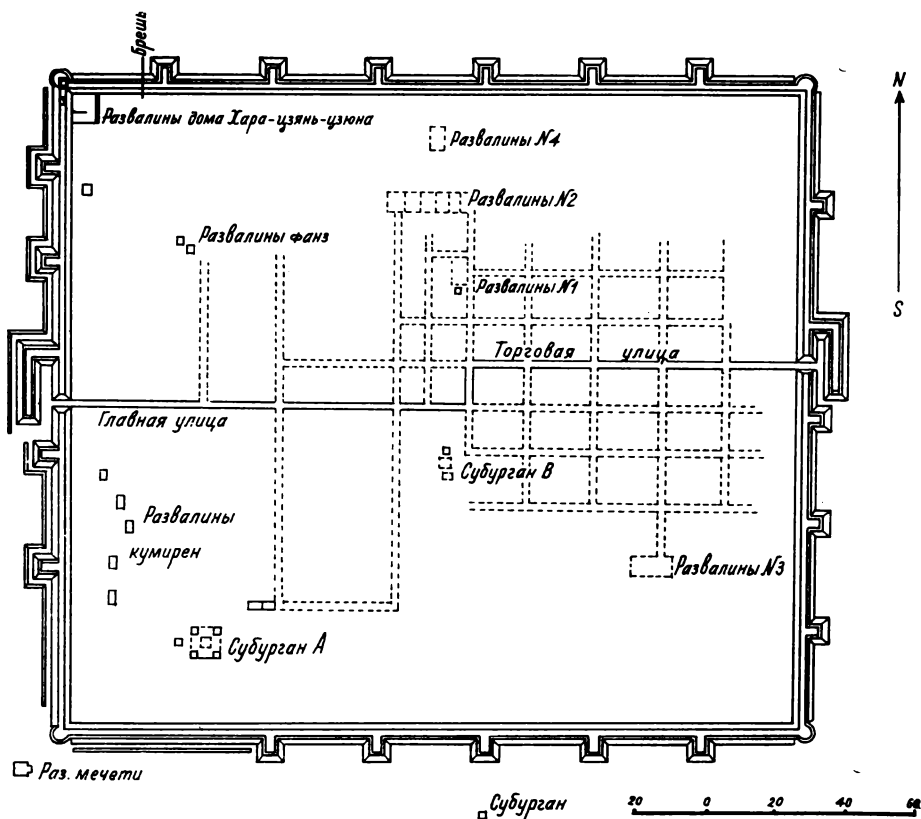 брешь
N
Развалины дома Хара-цзянь-цзюна
Развалины N4
Развалины N2
Развалины фанз
Развалины N1
S
Торговая улица
Главная улица
Субурган В
Развалины
кумирен
Развалины N3
Субурган А
Раз. мечети
Субурган
20 0 20 40 60